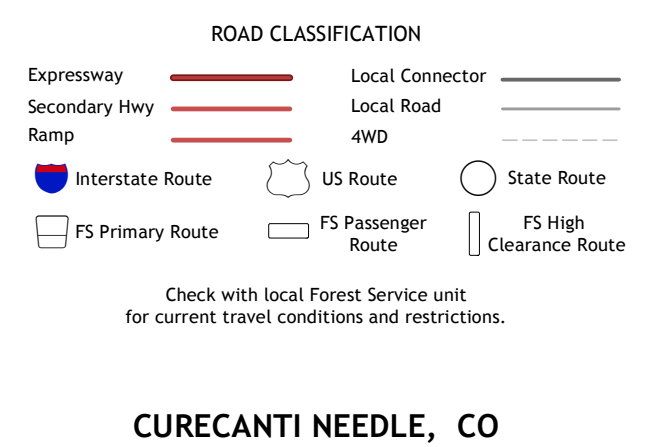 ROAD CLASSIFICATION
Expressway
Local Connector
Secondary Hwy
Local Road
Ramp
4WD
Interstate Route
US Route
State Route
FS Primary Route
FS Passenger
Route
FS High
Clearance Route
Check with local Forest Service unit
for current travel conditions and restrictions.
CURECANTI NEEDLE, CO